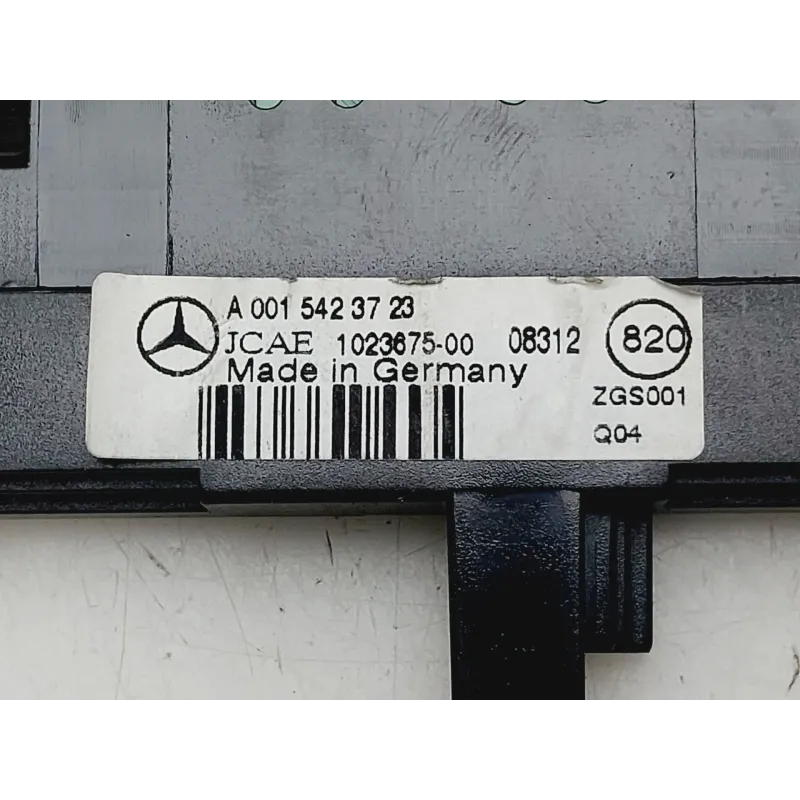 A 001 542 37 23
JCAE 1023675-00 08312 820
Made in Germany
ZGS001
Q04